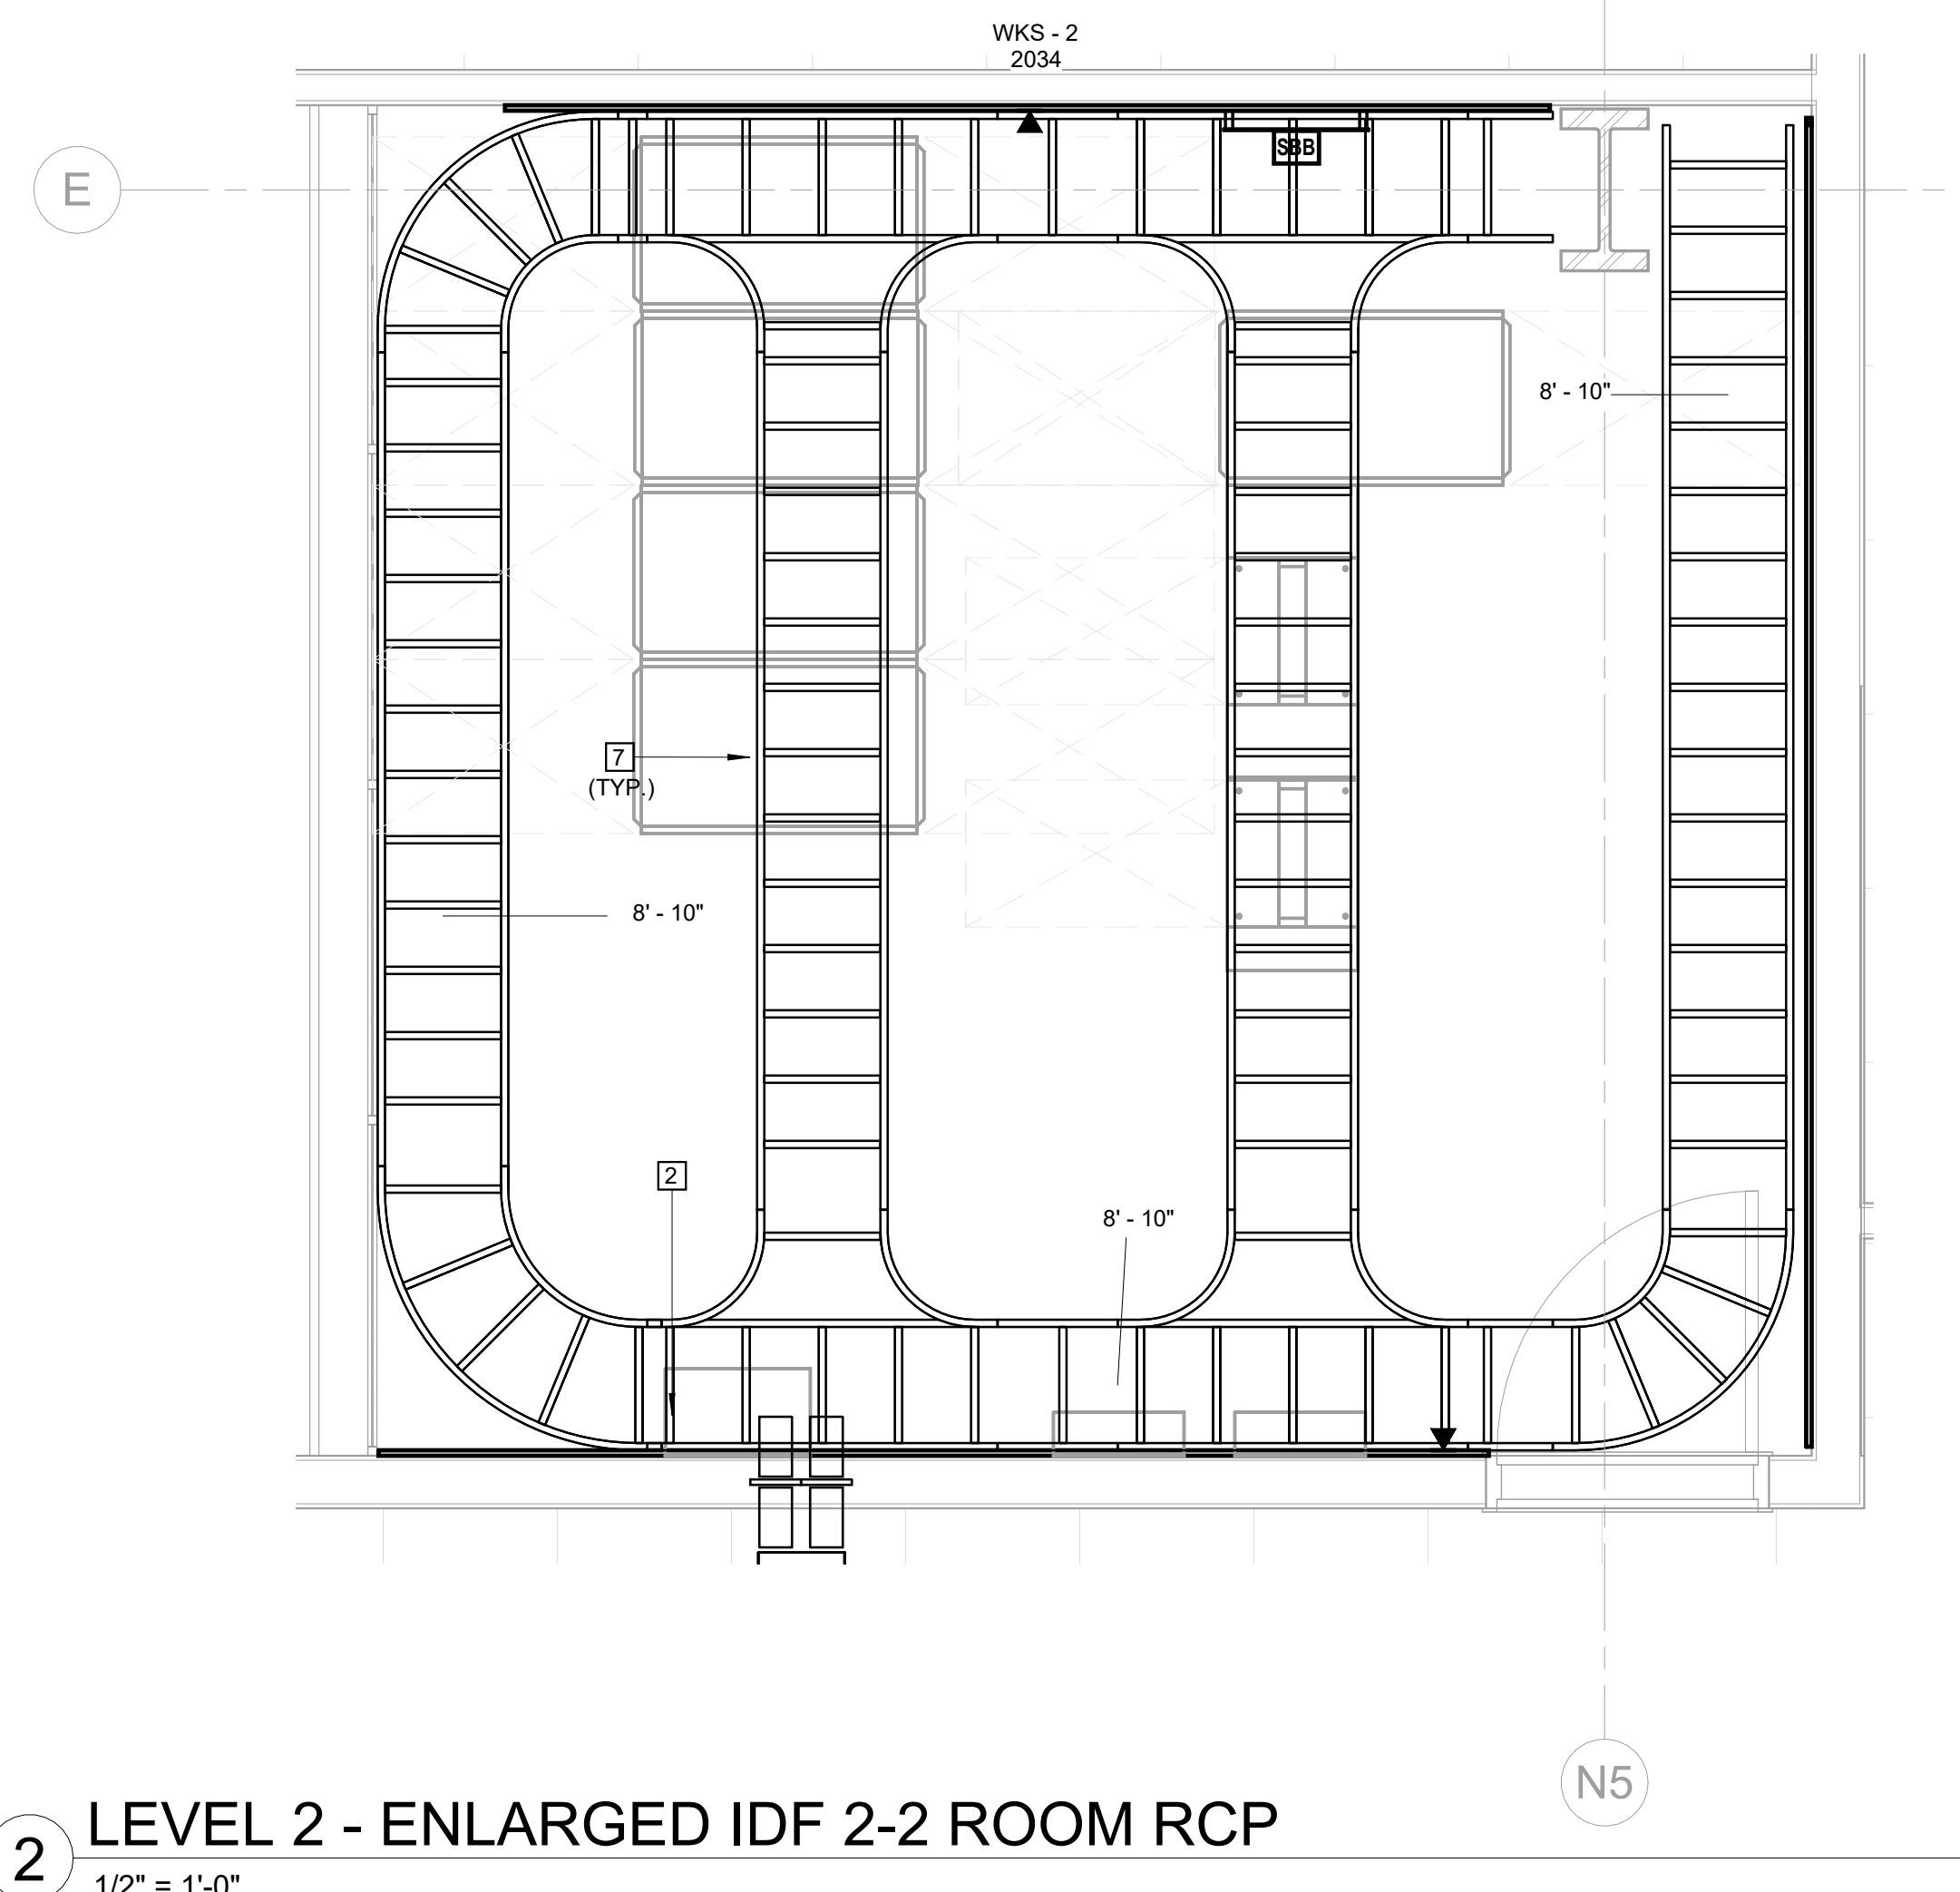 WKS - 2
2034
SBB
E
8' - 10"
7
(TYP.)
8' - 10"
2
8' - 10"
N5
2
LEVEL 2 - ENLARGED IDF 2-2 ROOM RCP
1/2" = 1'-0"